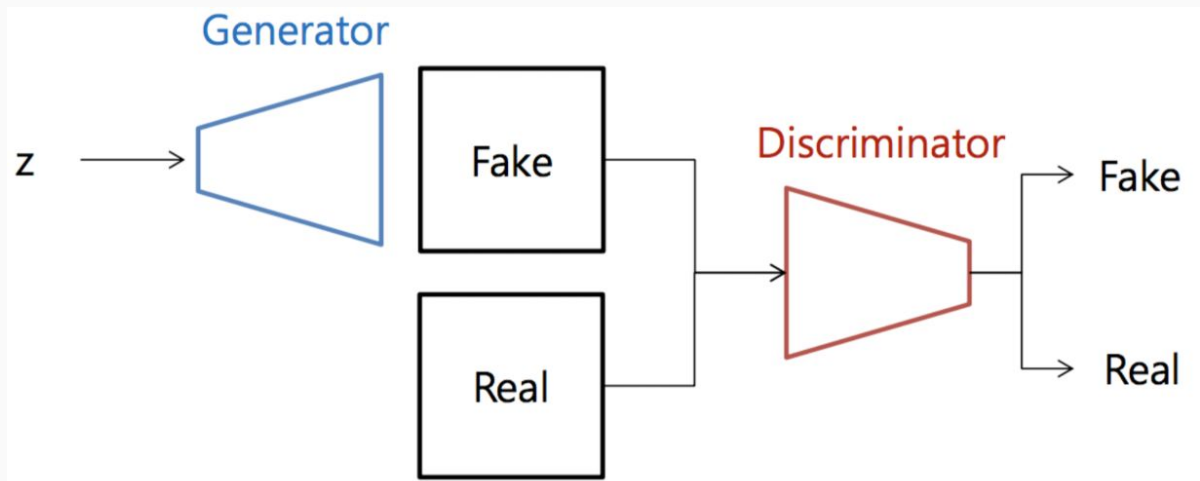 Generator
z
Fake
Discriminator
Fake
Real
Real